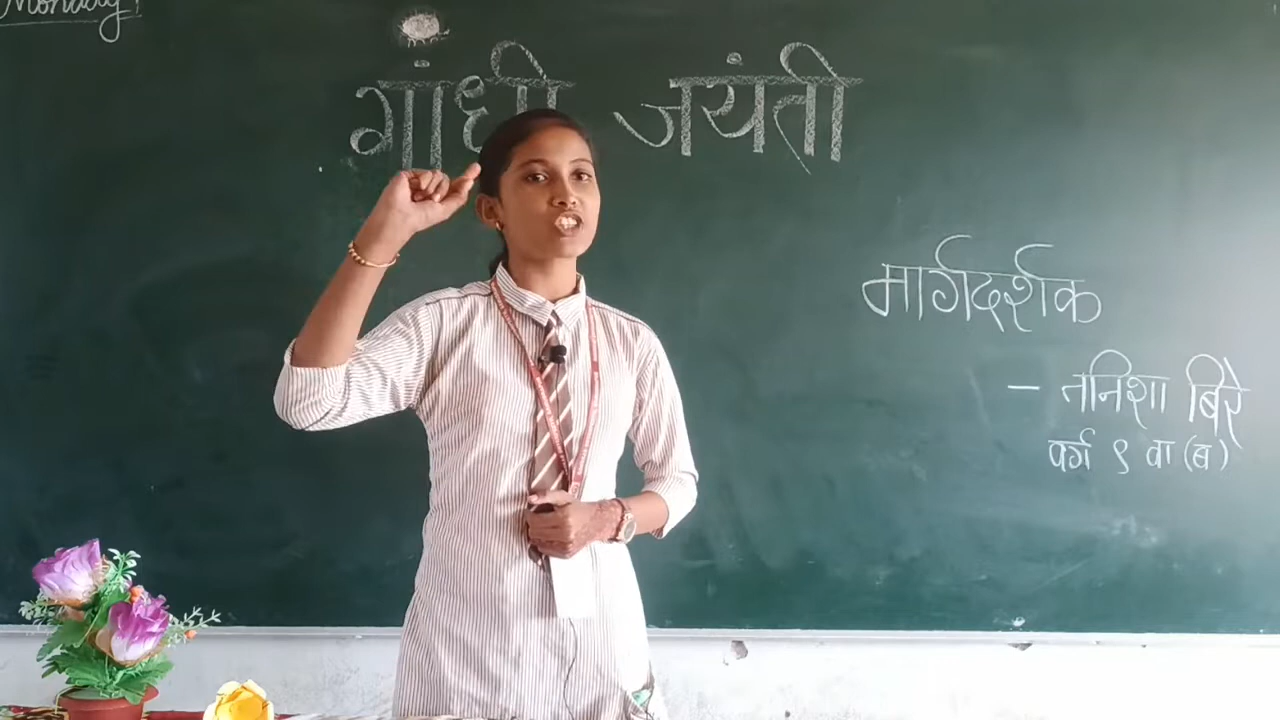 Monday
गांधी जयंती
मार्गदर्शक
- तनिशा बिरे
वर्ग ९ वा (ब)